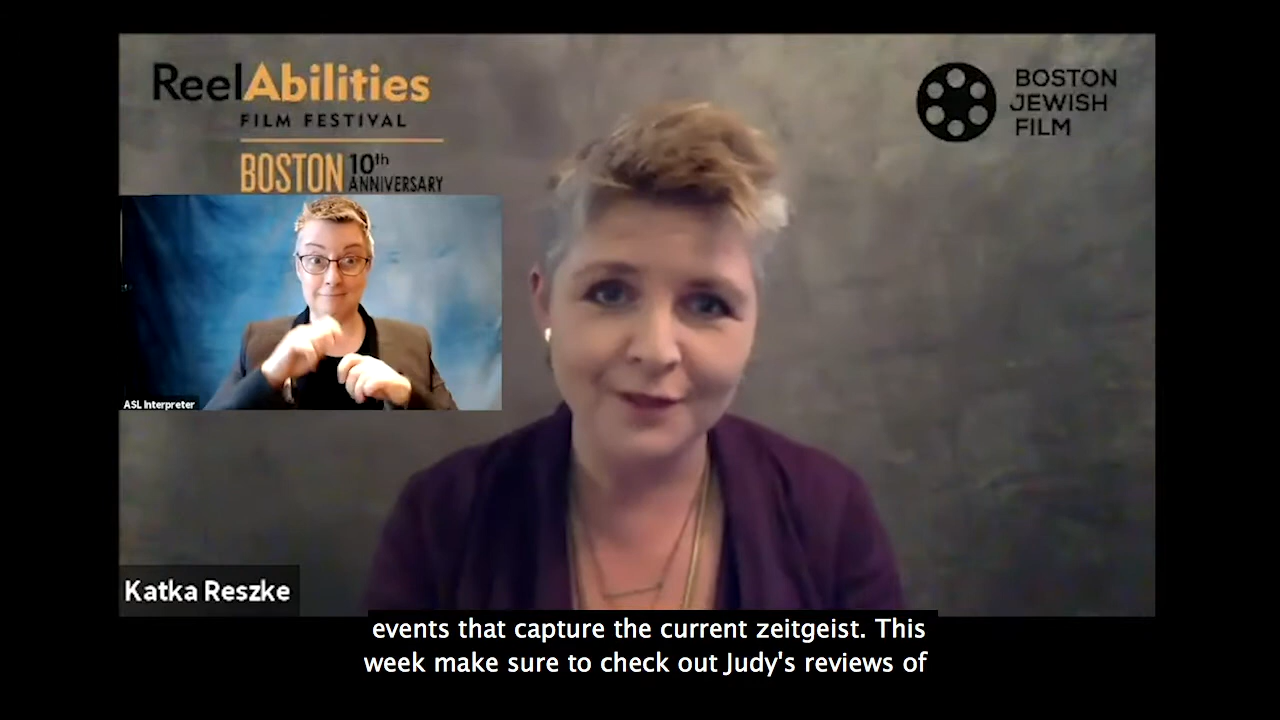 ReelAbilities
FILM FESTIVAL
BOSTON 10th
ANNIVERSARY
BOSTON
JEWISH
FILM
ASL Interpreter
Katka Reszke
events that capture the current zeitgeist. This
week make sure to check out Judy's reviews of